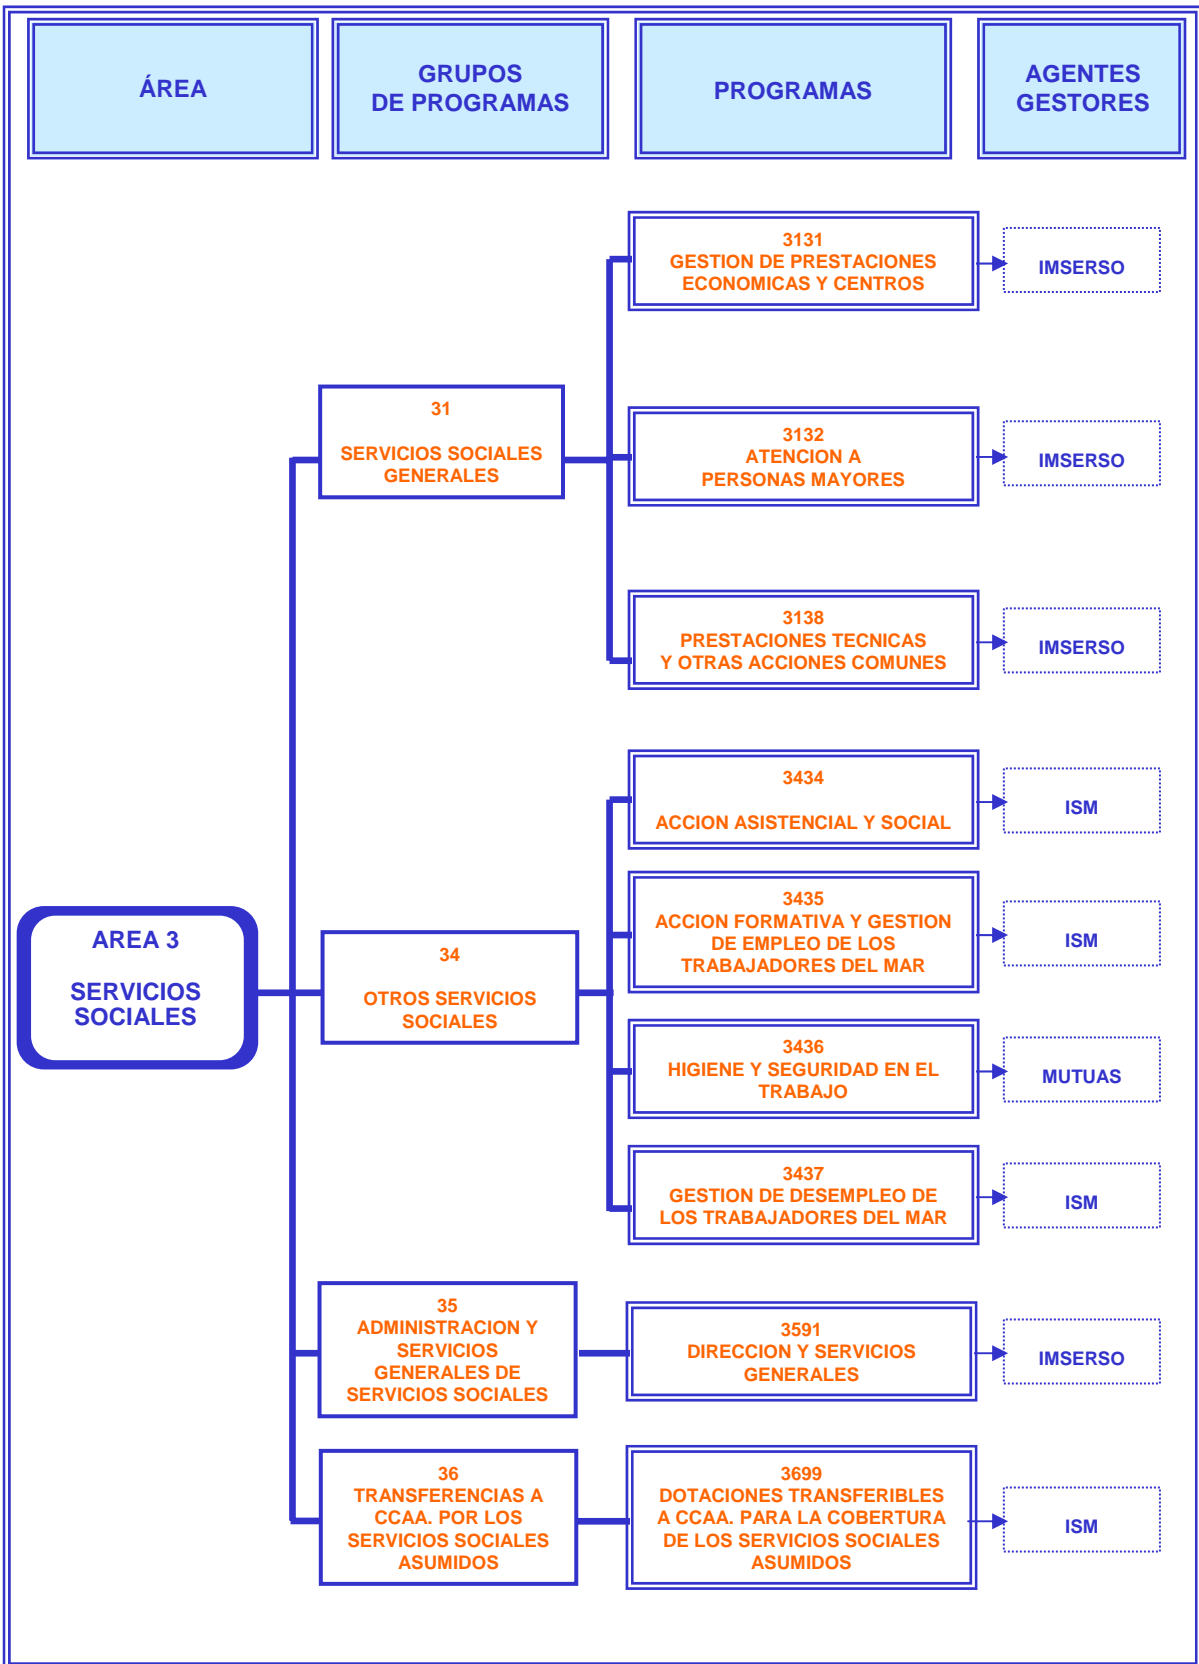 ÁREA
GRUPOS
DE PROGRAMAS
PROGRAMAS
AGENTES
GESTORES
3131
GESTION DE PRESTACIONES
ECONOMICAS Y CENTROS
IMSERSO
31
SERVICIOS SOCIALES
GENERALES
3132
ATENCION A
PERSONAS MAYORES
IMSERSO
3138
PRESTACIONES TECNICAS
Y OTRAS ACCIONES COMUNES
IMSERSO
3434
ACCION ASISTENCIAL Y SOCIAL
ISM
AREA 3
SERVICIOS
SOCIALES
34
OTROS SERVICIOS
SOCIALES
3435
ACCION FORMATIVA Y GESTION
DE EMPLEO DE LOS
TRABAJADORES DEL MAR
ISM
3436
HIGIENE Y SEGURIDAD EN EL
TRABAJO
MUTUAS
3437
GESTION DE DESEMPLEO DE
LOS TRABAJADORES DEL MAR
ISM
35
ADMINISTRACION Y
SERVICIOS
GENERALES DE
SERVICIOS SOCIALES
3591
DIRECCION Y SERVICIOS
GENERALES
IMSERSO
36
TRANSFERENCIAS A
CCAA. POR LOS
SERVICIOS SOCIALES
ASUMIDOS
3699
DOTACIONES TRANSFERIBLES
A CCAA. PARA LA COBERTURA
DE LOS SERVICIOS SOCIALES
ASUMIDOS
ISM